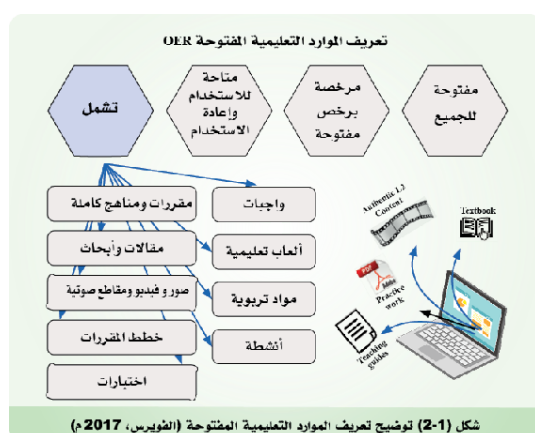 تعريف الموارد التعليمية المفتوحة OER
مفتوحة
للجميع
مرخصة
برخص
مفتوحة
متاحة
للاستخدام
وإعادة
الاستخدام
تشمل
واجبات
مقررات ومناهج كاملة
ألعاب تعليمية
مقالات وأبحاث
مواد تربوية
صور و فيديو ومقاطع صوتية
أنشطة
خطط المقررات
اختبارات
Authentic L2
Content
Textbook
PDF
Adobe
Practice
work
Teaching
guides
شكل (1-2) توضيح تعريف الموارد التعليمية المفتوحة (الفويرس، 2017 م)